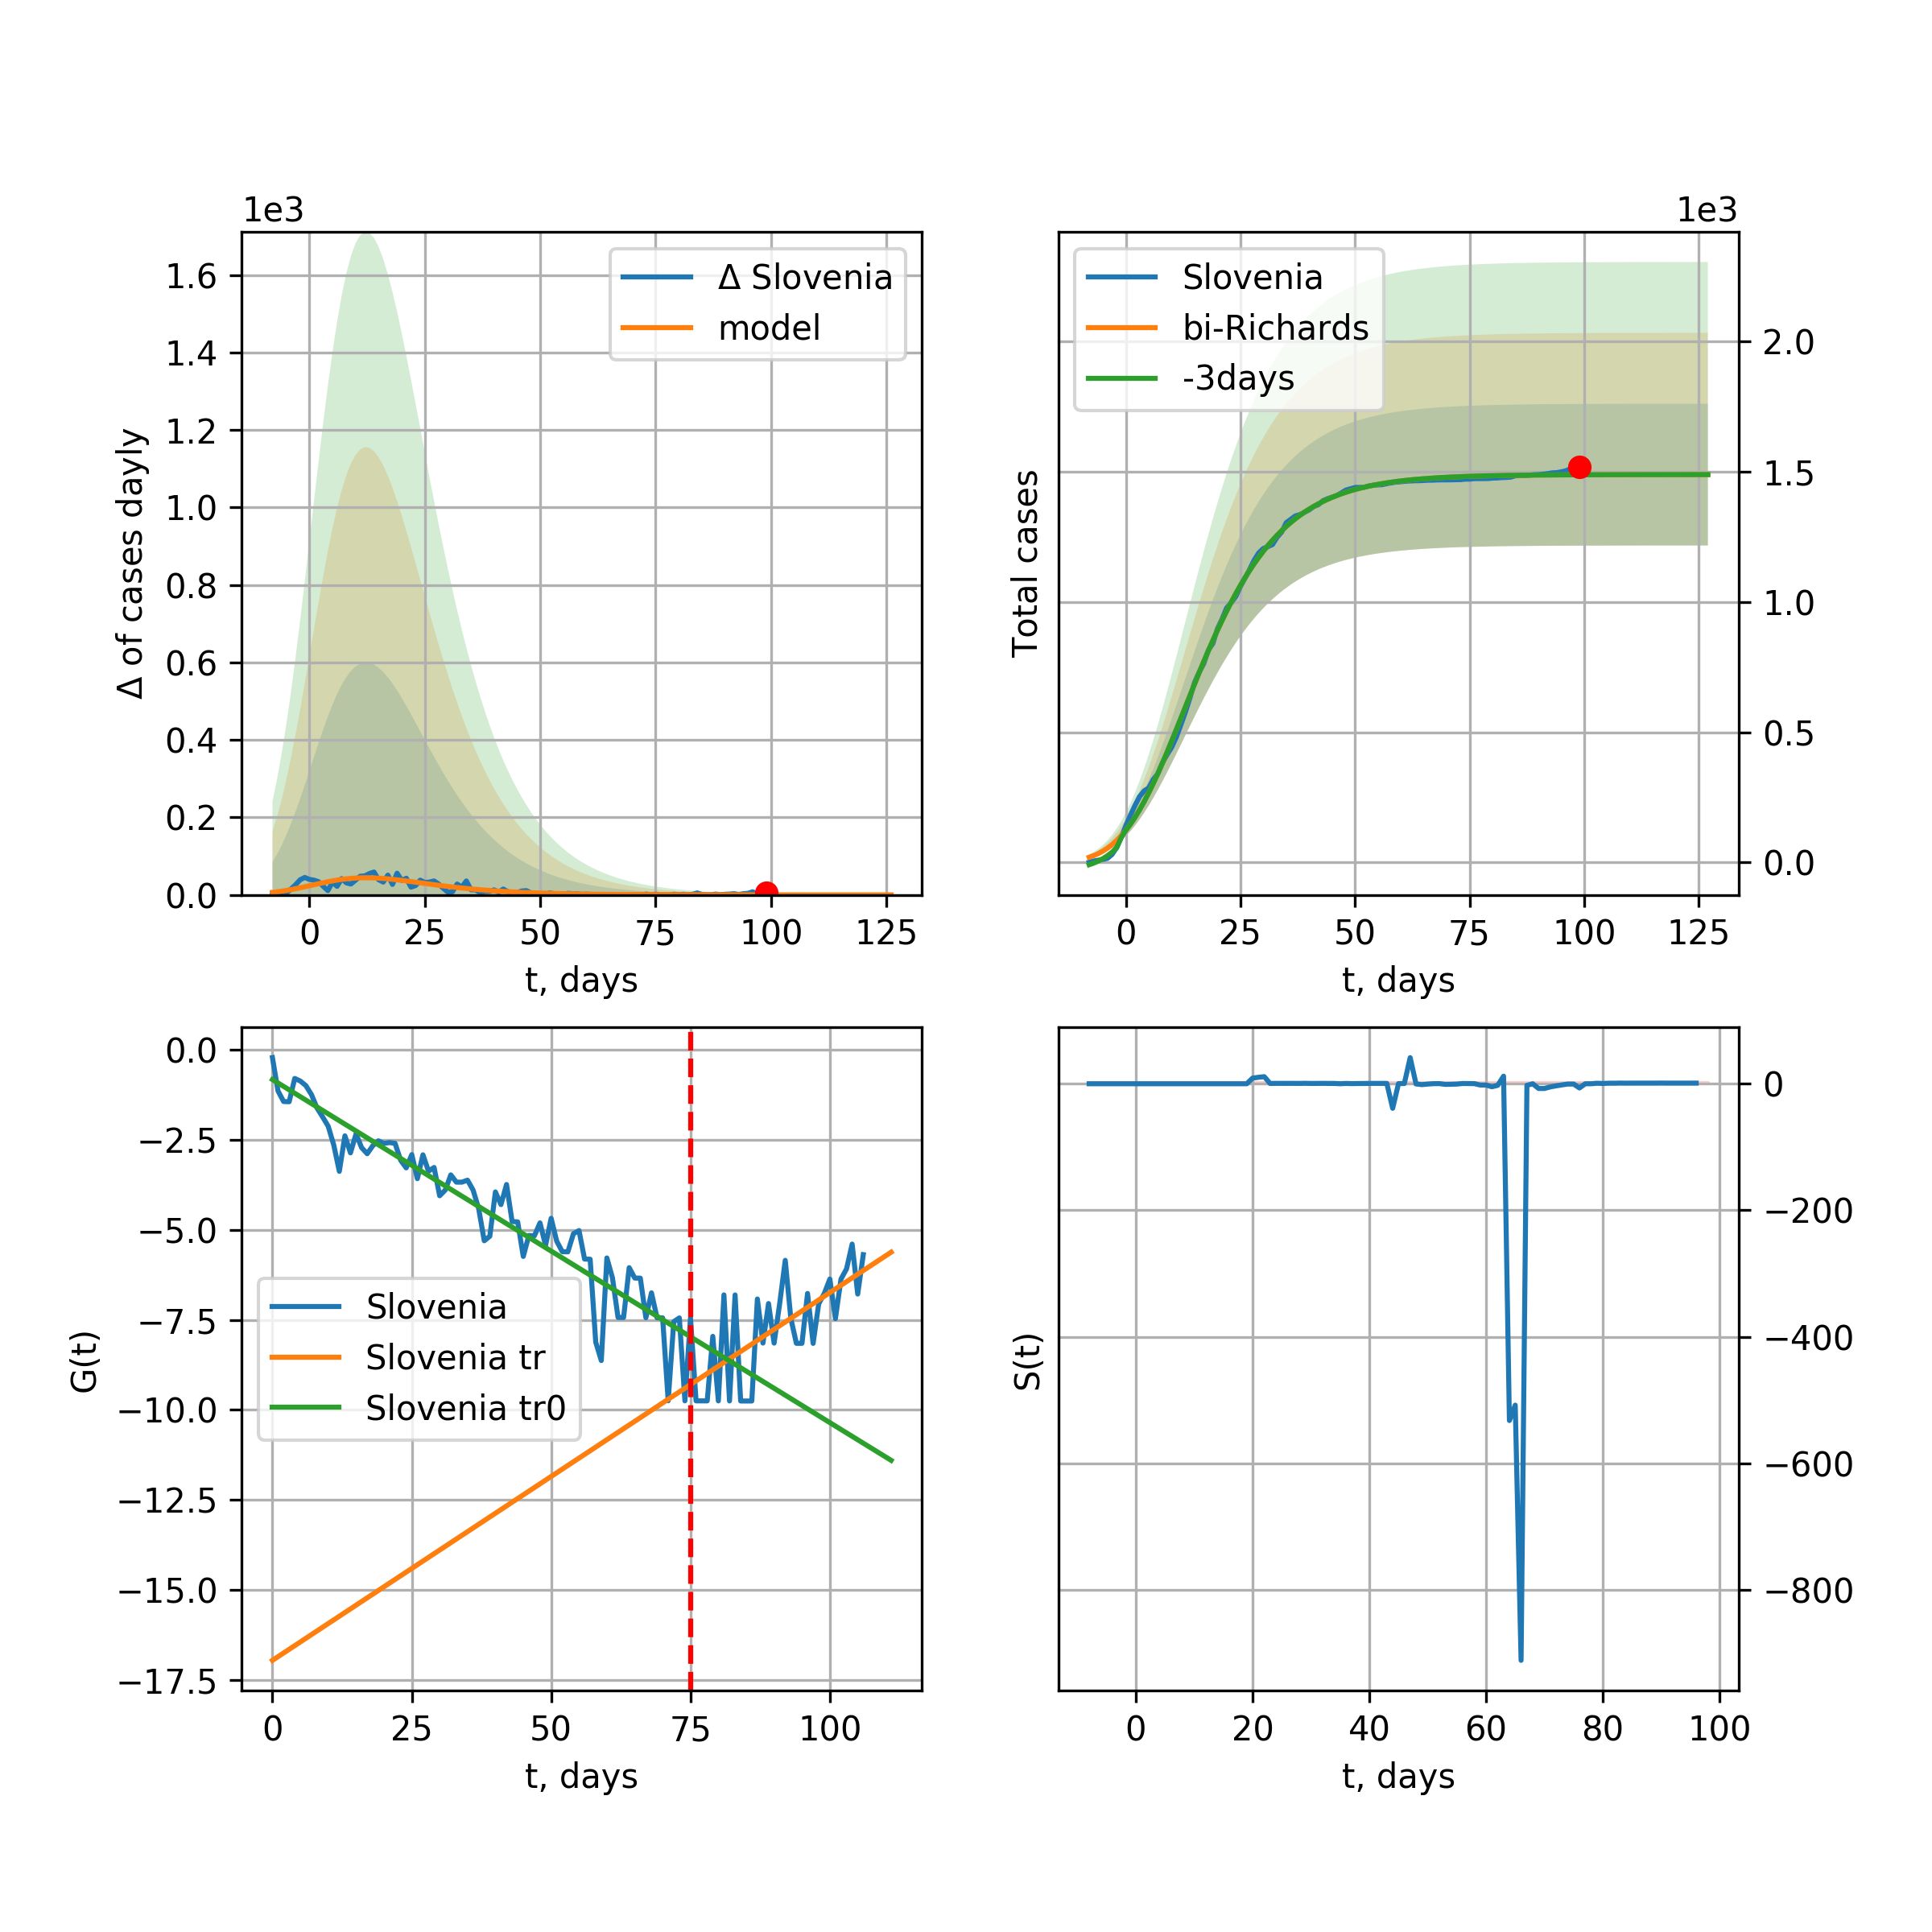 1e3
Δ of cases dayly
1.6
1.4
1.2
1.0
0.8
0.6
0.4
0.2
0.0
Δ Slovenia
model
0 25 50 75 100 125
t, days
1e3
Total cases
Slovenia
bi-Richards
-3days
2.0
1.5
1.0
0.5
0.0
0 25 50 75 100 125
t, days
G(t)
0.0
−2.5
−5.0
−7.5
−10.0
−12.5
−15.0
−17.5
Slovenia
Slovenia tr
Slovenia tr0
0 25 50 75 100
t, days
S(t)
0
−200
−400
−600
−800
0 20 40 60 80 100
t, days